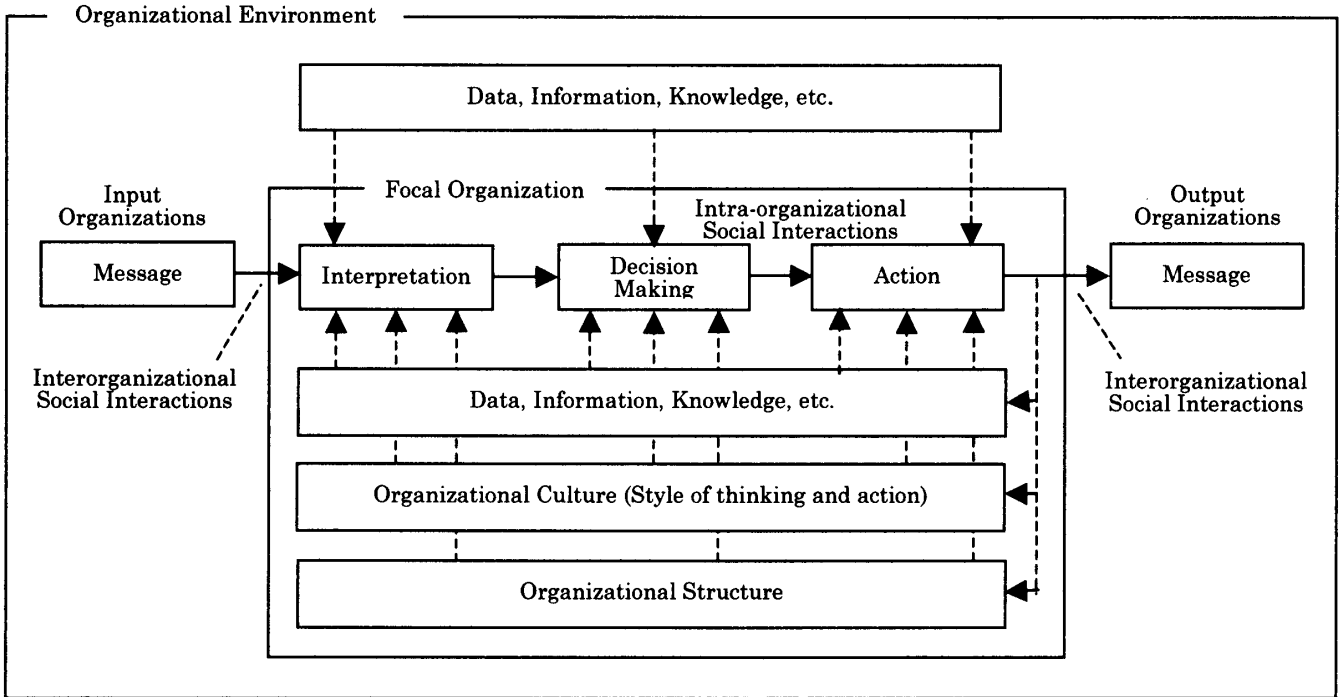 Organizational Environment
Data, Information, Knowledge, etc.
Focal Organization
Input
Organizations
Message
Interpretation
Decision
Making
Intra-organizational
Social Interactions
Action
Output
Organizations
Message
Interorganizational
Social Interactions
Interorganizational
Social Interactions
Data, Information, Knowledge, etc.
Organizational Culture (Style of thinking and action)
Organizational Structure